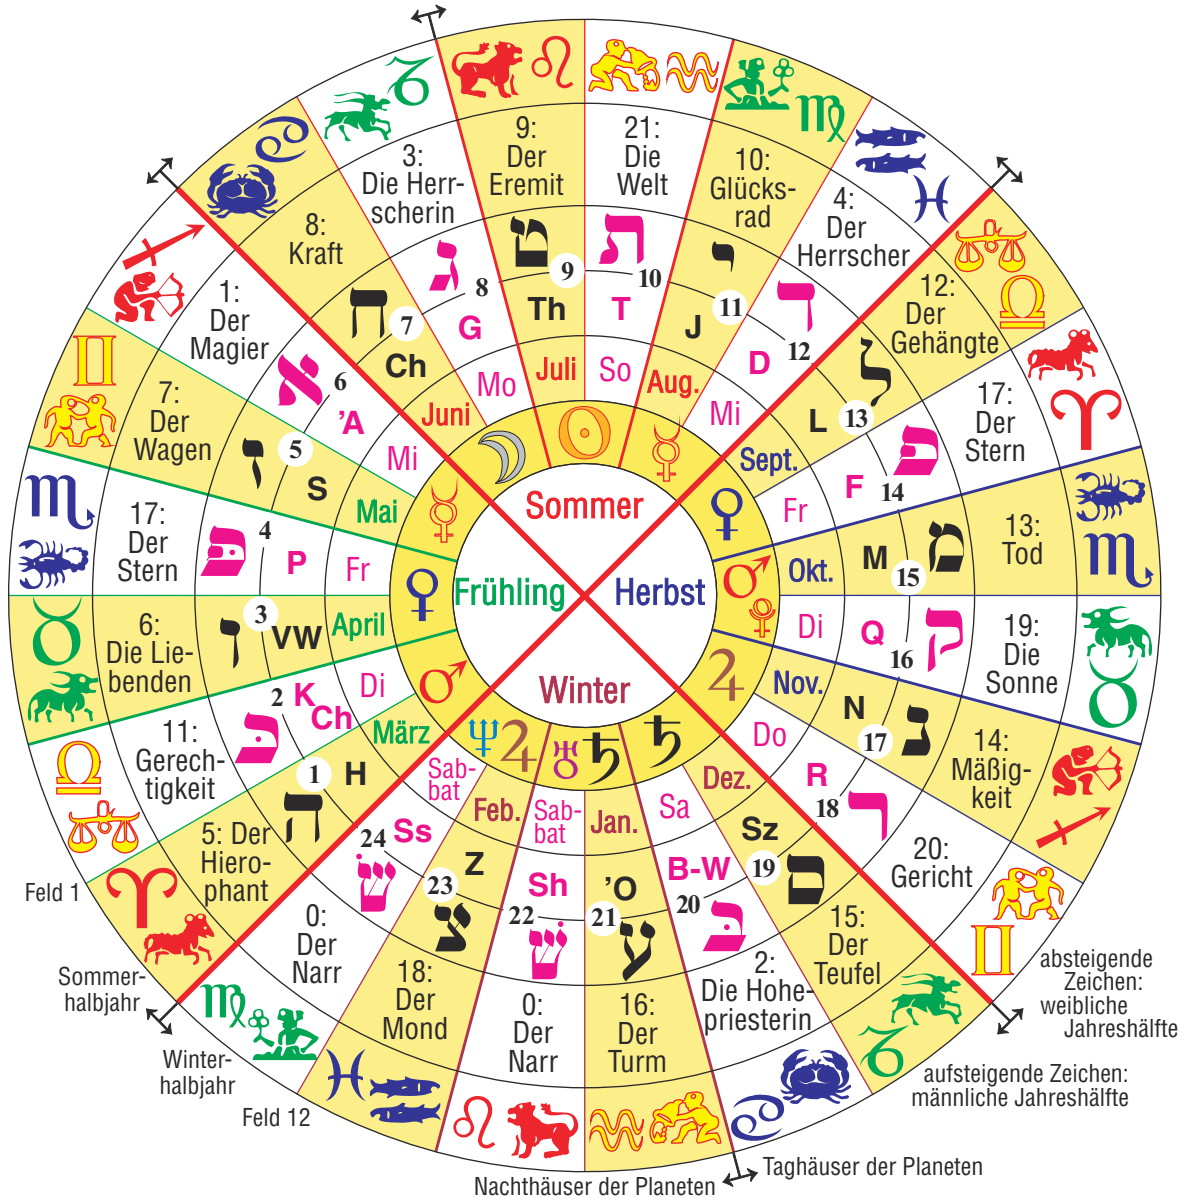 9:
Der
Eremit
ט
9
Th
Juli
21:
Die
Welt
ת
10
T
So
10:
Glücks-
rad
י
11
J
Aug.
4:
Der
Herrscher
ד
12
D
Mi
12:
Der
Gehängte
ל
13
L
Sept.
17:
Der
Stern
פ
14
F
Fr
13:
Tod
מ
15
M
Okt.
19:
Die
Sonne
ק
16
Q
Di
14:
Mäßig-
keit
נ
17
N
Nov.
20:
Gericht
ר
18
R
Do
15:
Der
Teufel
ס
19
Sz
Dez.
2:
Die Hohe-
priesterin
ב
20
B-W
Sa
16:
Der
Turm
ע
21
’O
Jan.
0:
Der
Narr
ש
22
Sh
Sab-
bat
18:
Der
Mond
צ
23
Z
Feb.
0:
Der
Narr
ש
24
Ss
Sab-
bat
5: Der
Hiero-
phant
ה
1
H
März
11:
Gerech-
tigkeit
כ
2
K
Ch
Di
6:
Die Lie-
benden
ו
3
VW
April
17:
Der
Stern
פ
4
P
Fr
7:
Der
Wagen
ז
5
S
Mai
1:
Der
Magier
א
6
’A
Mi
8:
Kraft
ח
7
Ch
Juni
3:
Die Herr-
scherin
ג
8
G
Mo
Sommer
Frühling
Herbst
Winter
Feld 1
Sommer-
halbjahr
Winter-
halbjahr
Feld 12
absteigende
Zeichen:
weibliche
Jahreshälfte
aufsteigende Zeichen:
männliche Jahreshälfte
Taghäuser der Planeten
Nachthäuser der Planeten